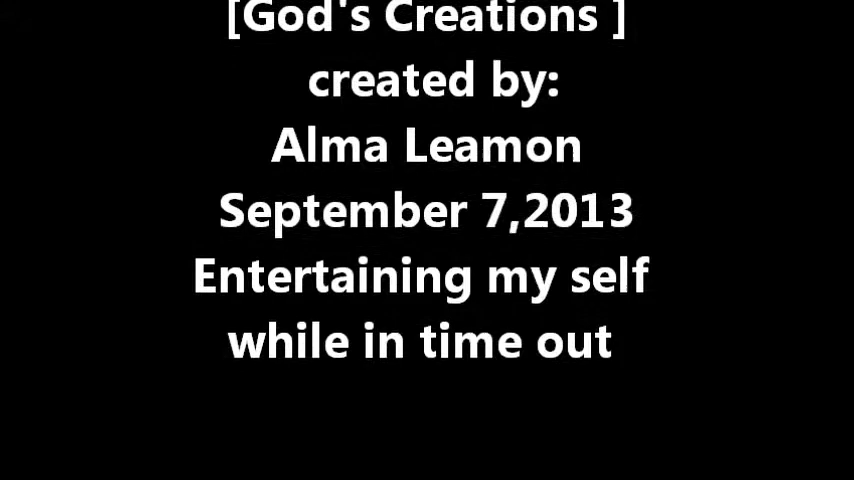 [God's Creations ]
created by:
Alma Leamon
September 7,2013
Entertaining my self
while in time out